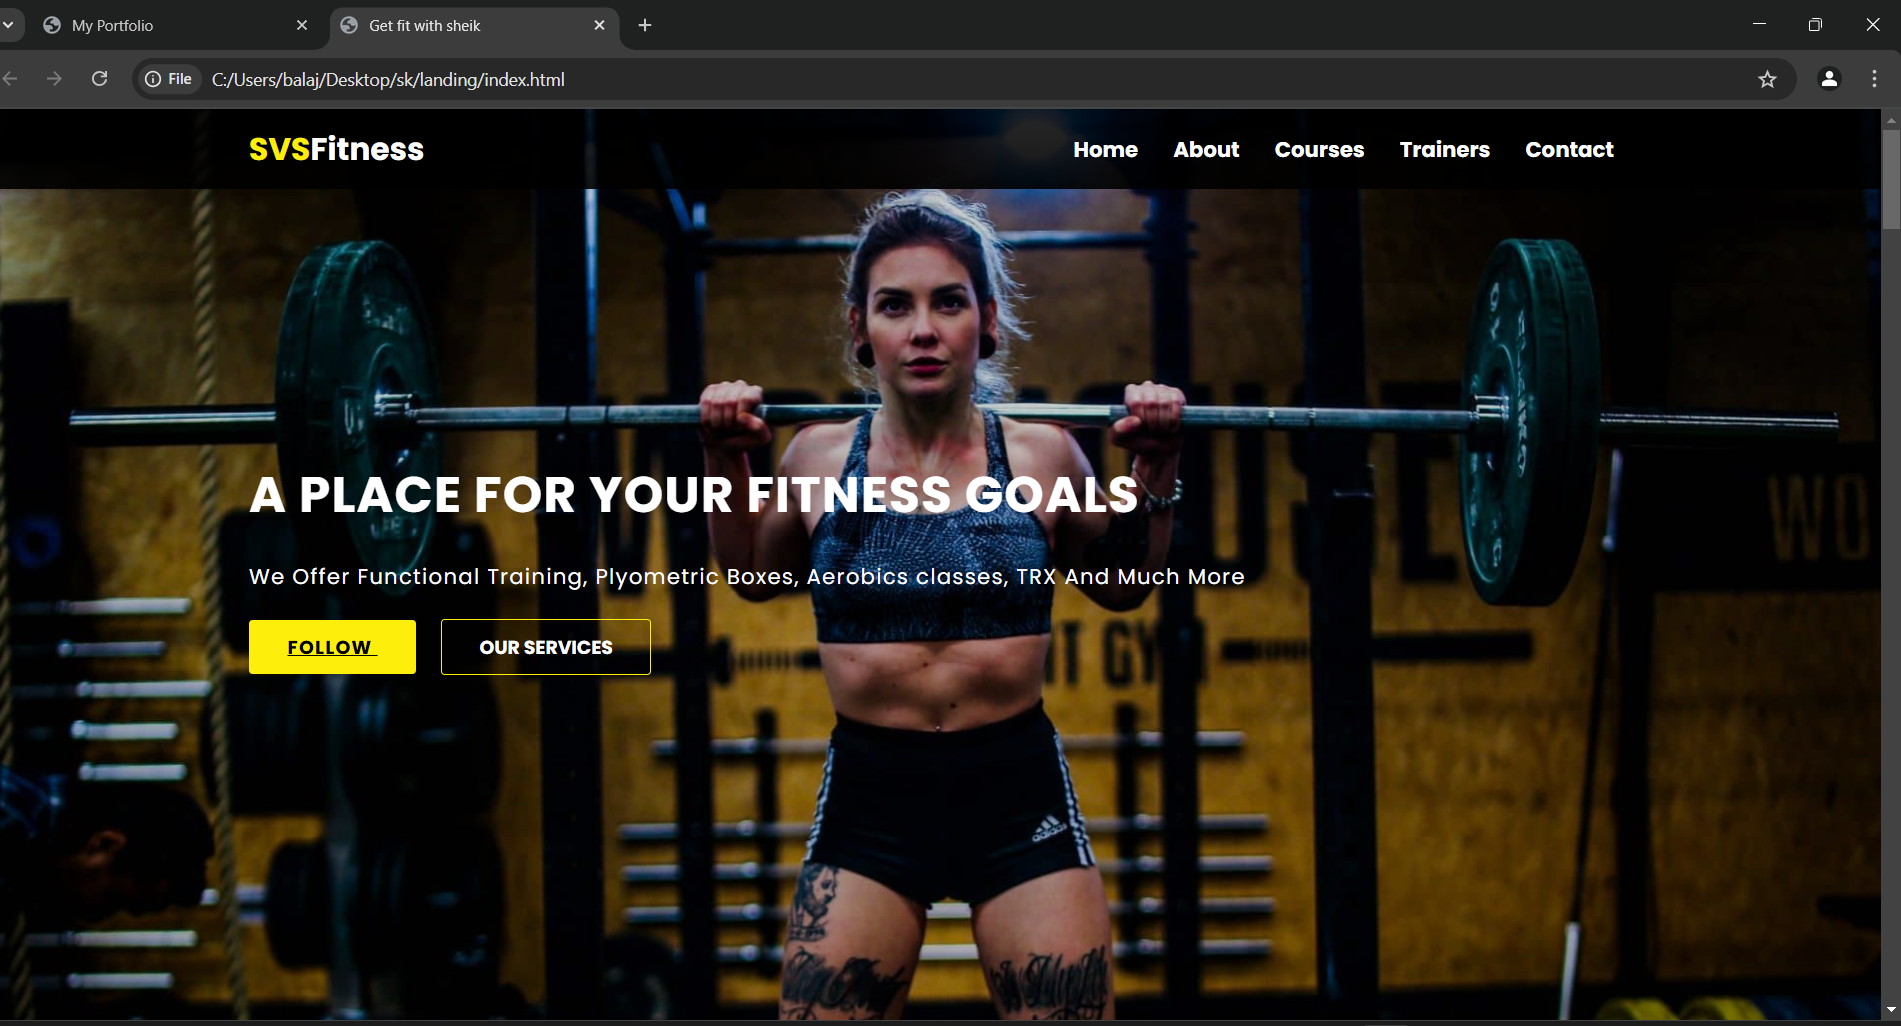 My Portfolio
Get fit with sheik
File
C:/Users/balaj/Desktop/sk/landing/index.html
SVSFitness
Home
About
Courses
Trainers
Contact
A PLACE FOR YOUR FITNESS GOALS
We Offer Functional Training, Plyometric Boxes, Aerobics classes, TRX And Much More
FOLLOW
OUR SERVICES
WO
adidas